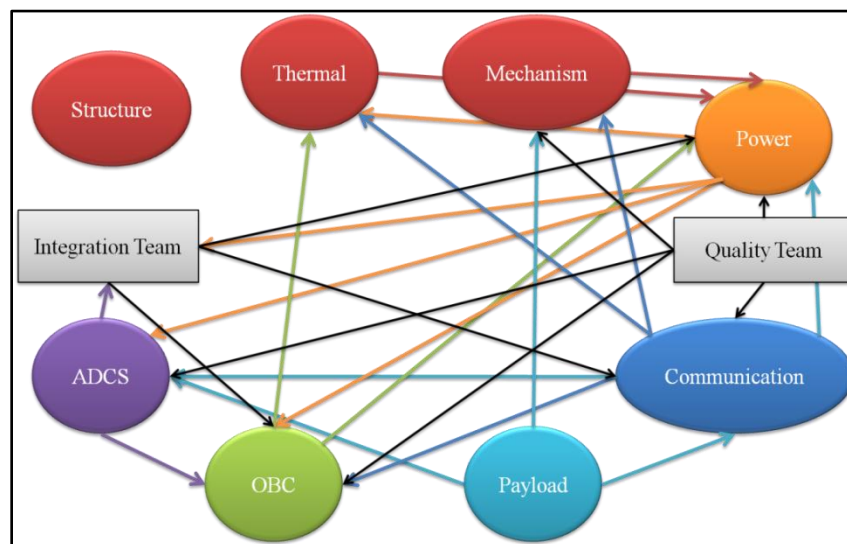 Thermal
Mechanism
Structure
Power
Integration Team
Quality Team
ADCS
Communication
OBC
Payload